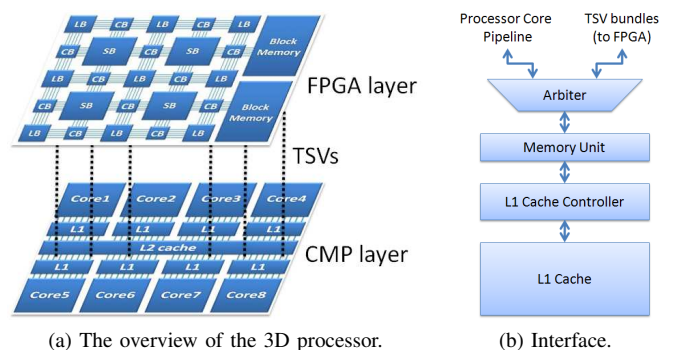 LB CB LB CB LB
CB SB CB SB CB
Block
Memory
LB CB LB CB LB
CB SB CB SB CB
Block
Memory
LB CB LB CB LB
FPGA layer
TSVs
Core1 Core2 Core3 Core4
L1 L1 L1 L1
L2 cache
L1 L1 L1 L1
Core5 Core6 Core7 Core8
CMP layer
(a) The overview of the 3D processor.
Processor Core
Pipeline
TSV bundles
(to FPGA)
Arbiter
Memory Unit
L1 Cache Controller
L1 Cache
(b) Interface.